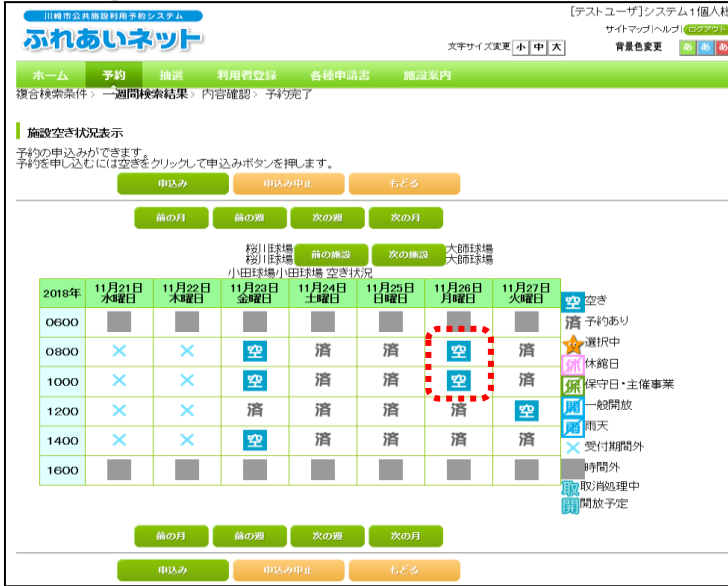 [テストユーザ]システム1個人様
川崎市公共施設利用予約システム
ふれあいネット
サイトマップ|ヘルプ|ログアウト
文字サイズ変更 小 中 大 背景色変更 あ あ あ
ホーム 予約 抽選 利用者登録 各種申請書 施設案内
複合検索条件> 一週間検索結果> 内容確認> 予約完了
施設空き状況表示
予約の申込みができます。
予約を申し込むには空きをクリックして申込みボタンを押します。
申込み 申込み中止 もどる
前の月 前の週 次の週 次の月
桜川球場 前の施設 次の施設 大師球場
桜川球場 大師球場
小田球場小田球場 空き状況
2018年 11月21日 11月22日 11月23日 11月24日 11月25日 11月26日 11月27日
水曜日 木曜日 金曜日 土曜日 日曜日 月曜日 火曜日
0600
0800 × × 空 済 済 空 済
1000 × × 空 済 済 空 済
1200 × × 済 済 済 済 空
1400 × × 空 済 済 済 済
1600
空 空き
済 予約あり
選択中
休 休館日
保 保守日・主催事業
開 一般開放
雨 雨天
× 受付期間外
時間外
取 取消処理中
開 開放予定
前の月 前の週 次の週 次の月
申込み 申込み中止 もどる